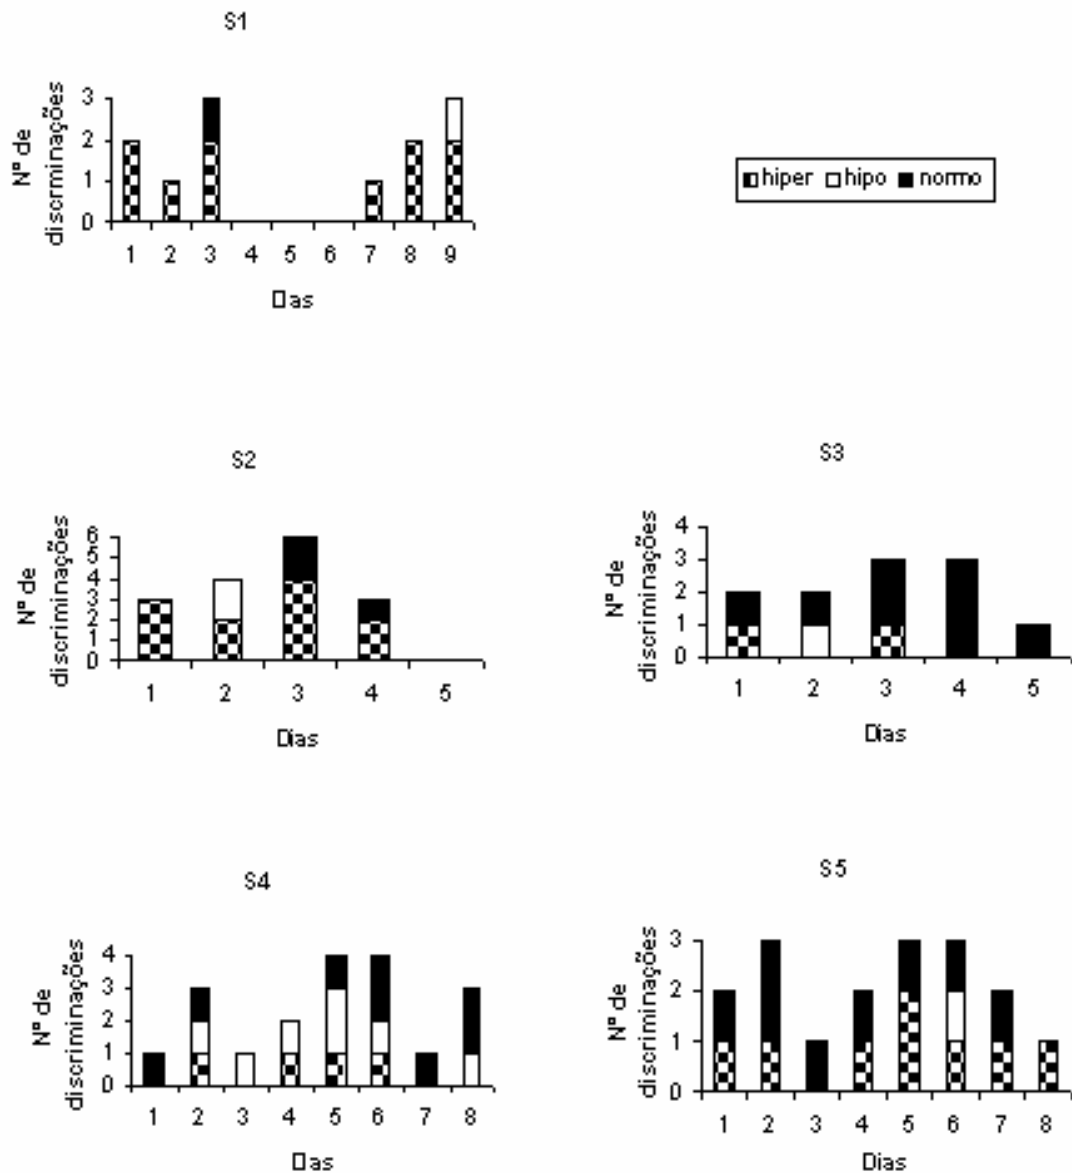 S1
Nº de
discriminações
3
2
1
0
1 2 3 4 5 6 7 8 9
Dias
hiper hipo normo
S2
Nº de
discriminações
6
5
4
3
2
1
0
1 2 3 4 5
Dias
S3
Nº de
discriminações
4
3
2
1
0
1 2 3 4 5
Dias
S4
Nº de
discriminações
4
3
2
1
0
1 2 3 4 5 6 7 8
Dias
S5
Nº de
discriminações
3
2
1
0
1 2 3 4 5 6 7 8
Dias